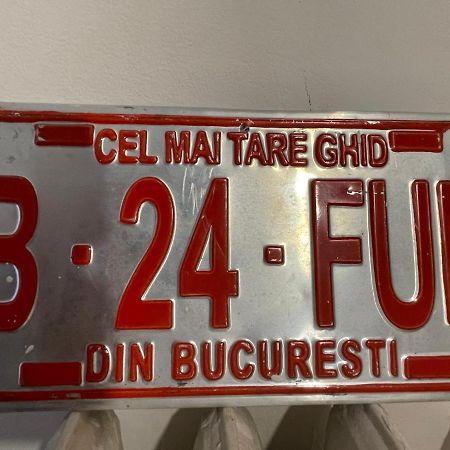 CEL MAI TARE GHID
B·24·FU
DIN BUCURESTI